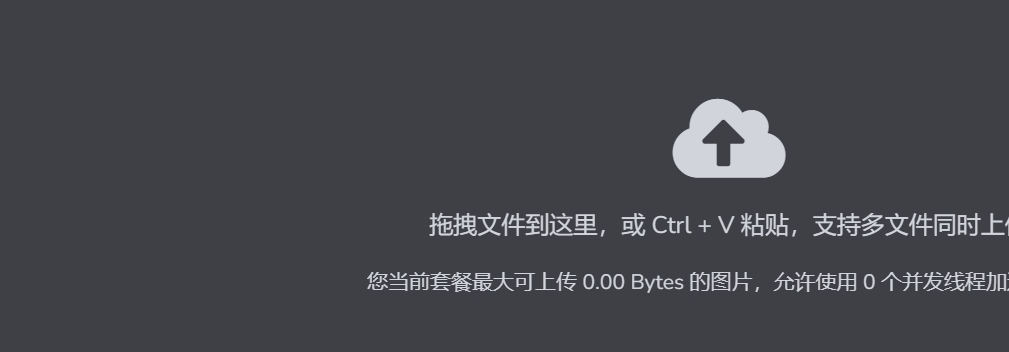 拖拽文件到这里，或 Ctrl + V 粘贴，支持多文件同时上
您当前套餐最大可上传 0.00 Bytes 的图片，允许使用 0 个并发线程加